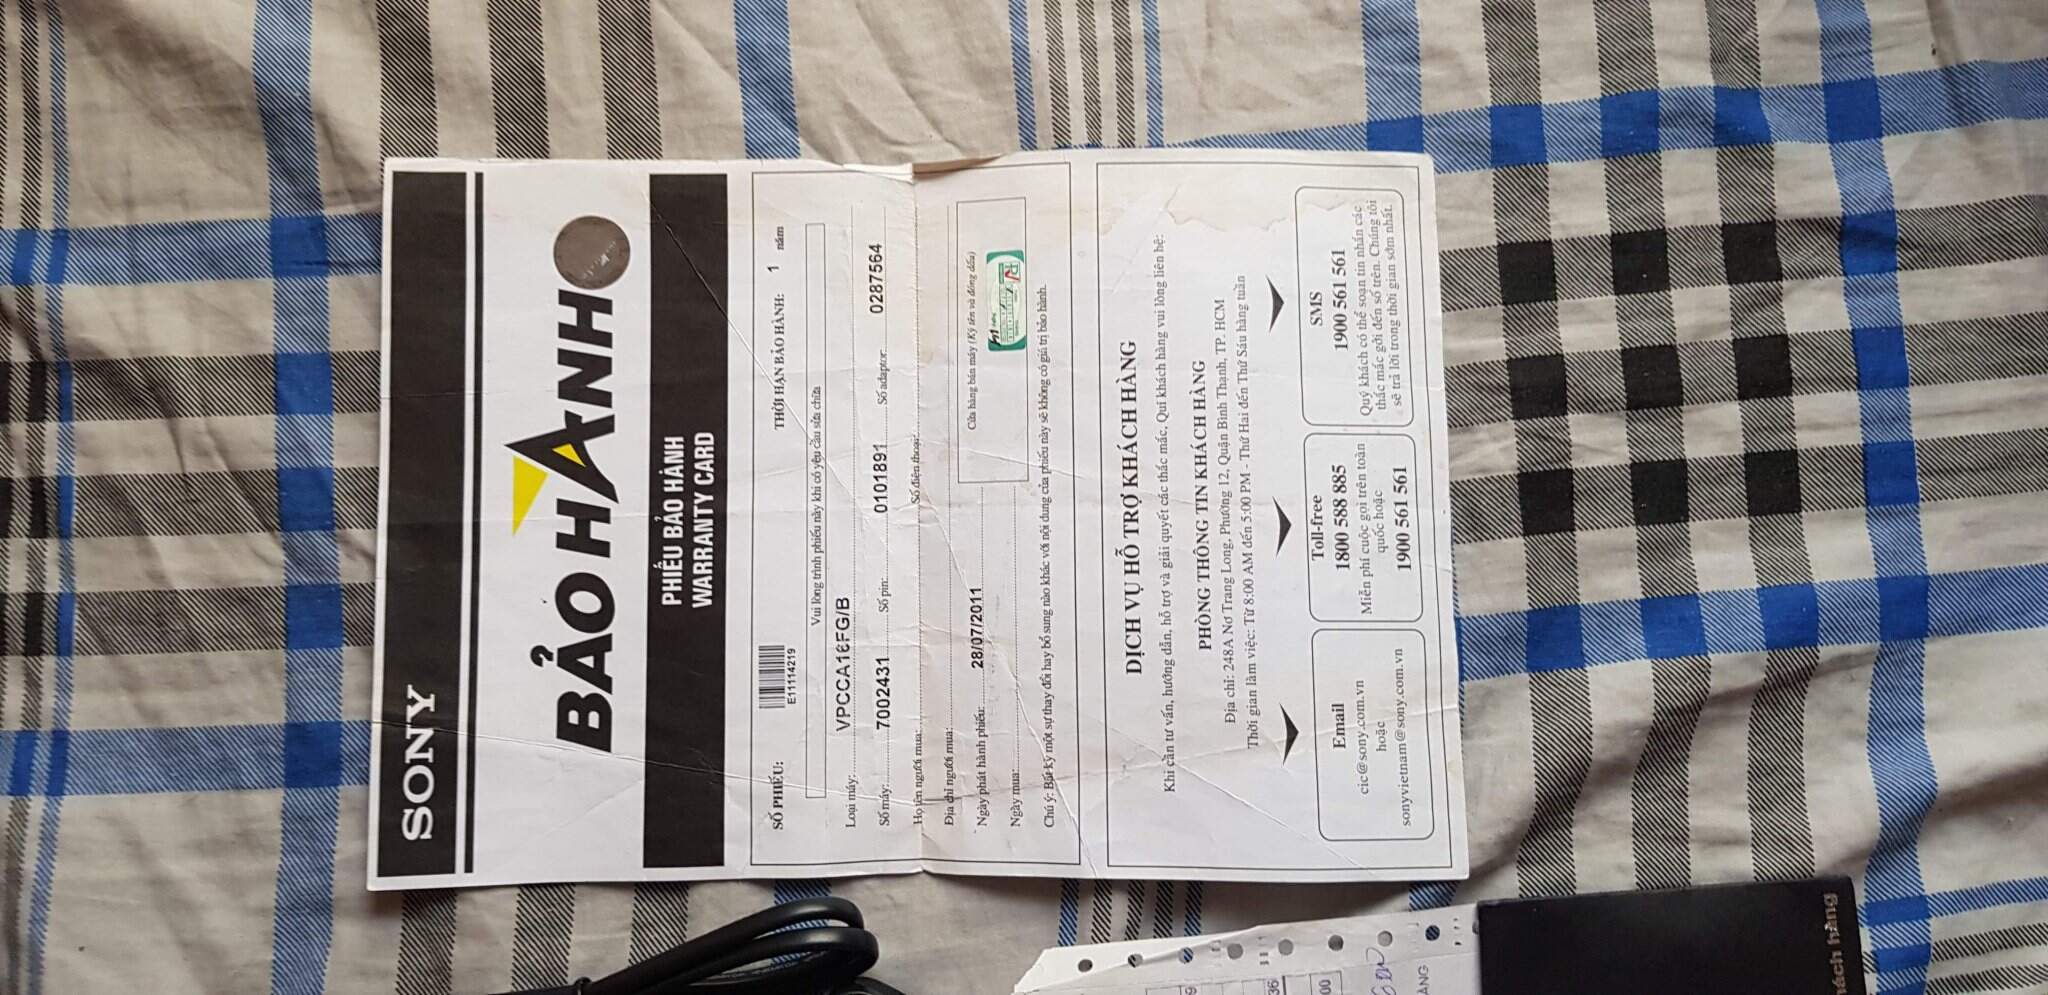 SONY
BẢO HÀNH
PHIẾU BẢO HÀNH
WARRANTY CARD
SỐ PHIẾU: E11114219 THỜI HẠN BẢO HÀNH: 1 năm
Vui lòng trình phiếu này khi có yêu cầu sửa chữa
Loại máy: VPCCA16FG/B
Số máy: 7002431 Số pin: 0101891 Số adaptor: 0287564
Họ tên người mua: Số điện thoại:
Địa chỉ người mua:
Ngày phát hành phiếu: 28/07/2011
Cửa hàng bán máy (Ký tên và đóng dấu)
Ngày mua:
Chú ý: Bất kỳ một sự thay đổi hay bổ sung nào khác với nội dung của phiếu này sẽ không có giá trị bảo hành.
DỊCH VỤ HỖ TRỢ KHÁCH HÀNG
Khi cần tư vấn, hướng dẫn, hỗ trợ và giải quyết các thắc mắc, Quí khách hàng vui lòng liên hệ:
PHÒNG THÔNG TIN KHÁCH HÀNG
Địa chỉ: 248A Nơ Trang Long, Phường 12, Quận Bình Thạnh, TP. HCM
Thời gian làm việc: Từ 8:00 AM đến 5:00 PM - Thứ Hai đến Thứ Sáu hàng tuần
Email
cic@sony.com.vn
hoặc
sonyvietnam@sony.com.vn
Toll-free
1800 588 885
Miễn phí cuộc gọi trên toàn
quốc hoặc
1900 561 561
SMS
1900 561 561
Quý khách có thể soạn tin nhắn các
thắc mắc gởi đến số trên. Chúng tôi
sẽ trả lời trong thời gian sớm nhất.
9
36
00
ÀNG
hách hàng